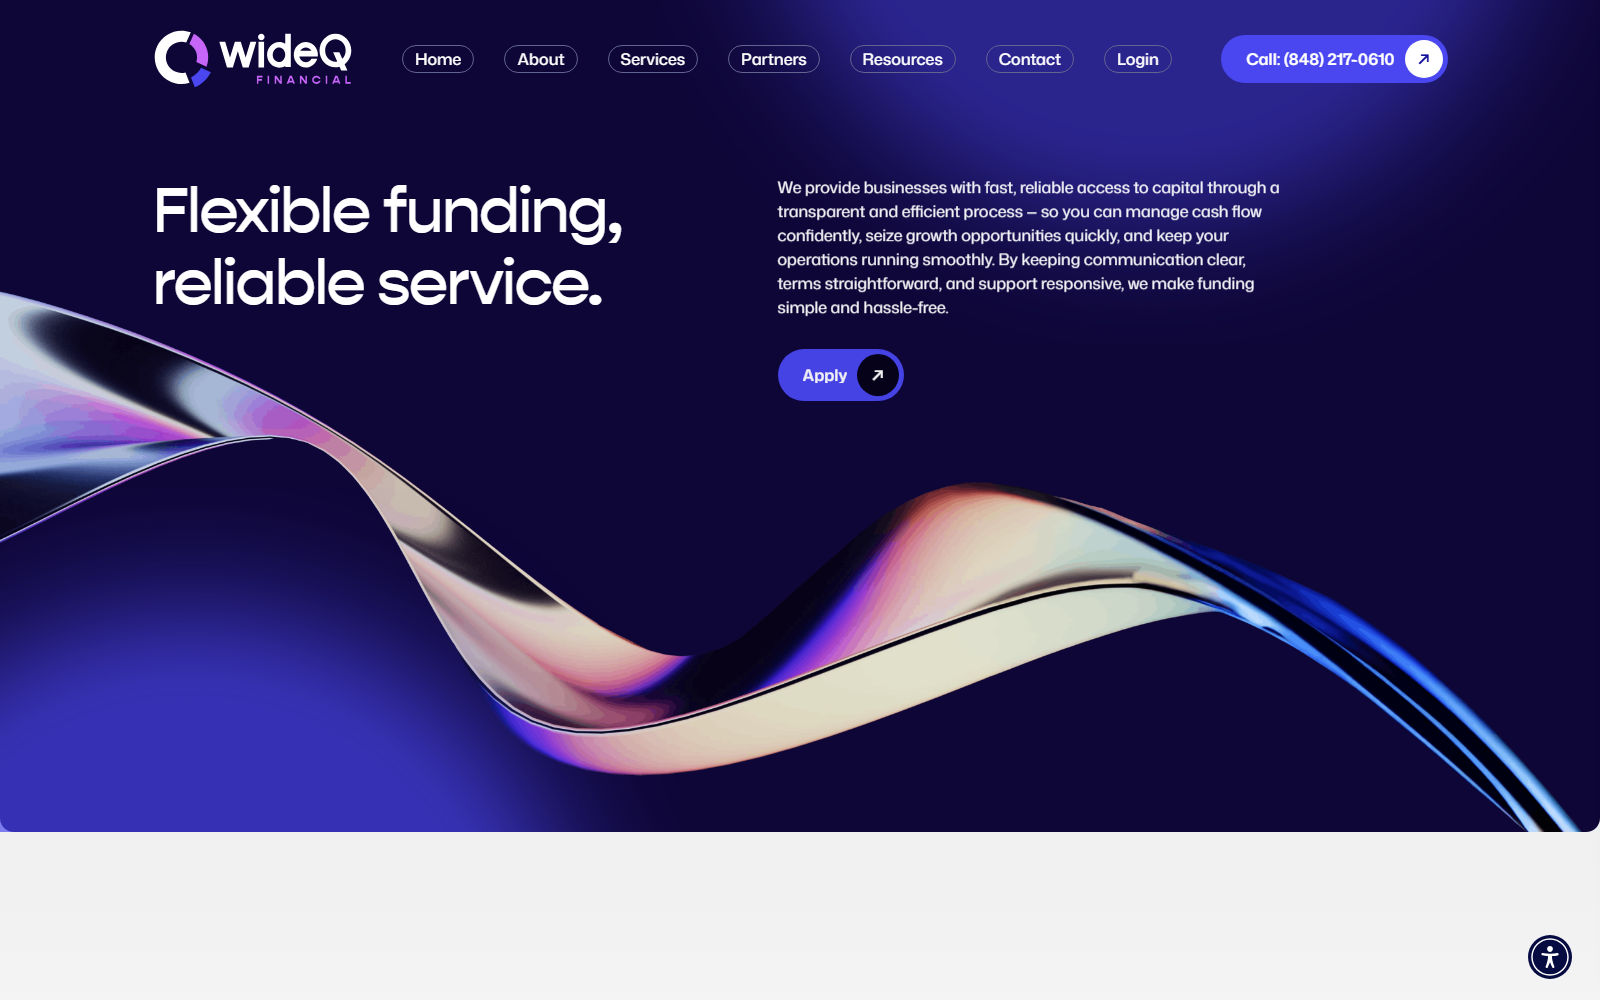 wideQ
FINANCIAL
Home
About
Services
Partners
Resources
Contact
Login
Call: (848) 217-0610
Flexible funding,
reliable service.
We provide businesses with fast, reliable access to capital through a
transparent and efficient process – so you can manage cash flow
confidently, seize growth opportunities quickly, and keep your
operations running smoothly. By keeping communication clear,
terms straightforward, and support responsive, we make funding
simple and hassle-free.
Apply